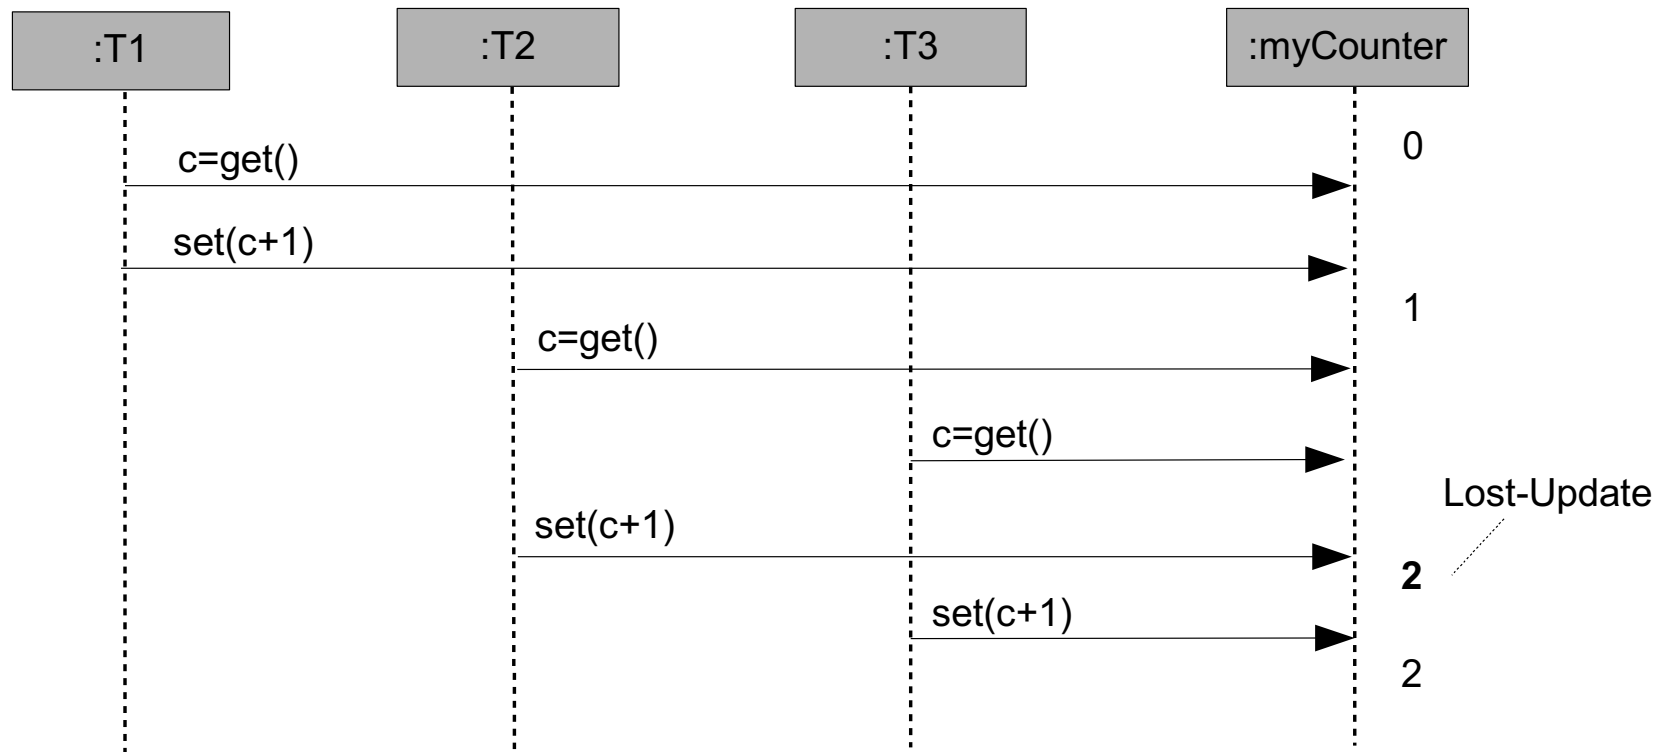 :T1
:T2
:T3
:myCounter
0
c=get()
set(c+1)
1
c=get()
c=get()
Lost-Update
set(c+1)
2
set(c+1)
2